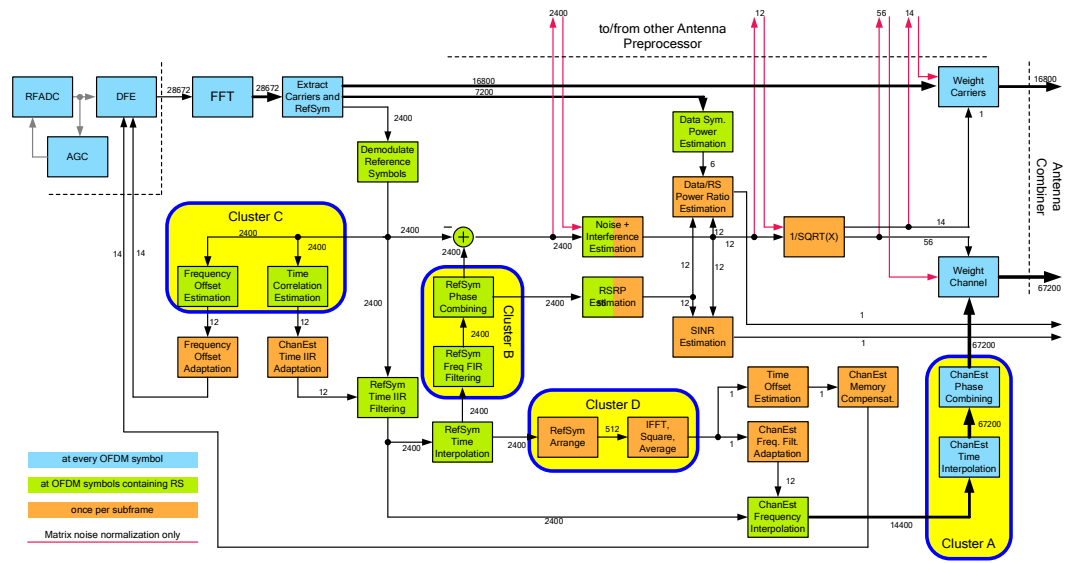 to/from other Antenna
Preprocessor
2400
12
56
14
RFADC
DFE
AGC
28672
FFT
28672
Extract
Carriers and
RefSym
16800
7200
Weight
Carriers
16800
2400
1
Demodulate
Reference
Symbols
Data Sym.
Power
Estimation
6
Data/RS
Power Ratio
Estimation
Antenna
Combiner
Cluster C
2400
2400
Frequency
Offset
Estimation
Time
Correlation
Estimation
12
12
Frequency
Offset
Adaptation
ChanEst
Time IIR
Adaptation
12
14
14
2400
–
+
2400
2400
Noise +
Interference
Estimation
12
12
12
12
1/SQRT(X)
14
56
Weight
Channel
67200
2400
RefSym
Phase
Combining
2400
RefSym
Freq FIR
Filtering
Cluster B
2400
2400
RSRP
Estimation
12
SINR
Estimation
1
1
RefSym
Time IIR
Filtering
2400
RefSym
Time
Interpolation
2400
Cluster D
RefSym
Arrange
512
IFFT,
Square,
Average
1
1
Time
Offset
Estimation
1
ChanEst
Memory
Compensat.
ChanEst
Freq. Filt.
Adaptation
12
ChanEst
Frequency
Interpolation
2400
14400
67200
ChanEst
Phase
Combining
67200
ChanEst
Time
Interpolation
Cluster A
at every OFDM symbol
at OFDM symbols containing RS
once per subframe
Matrix noise normalization only